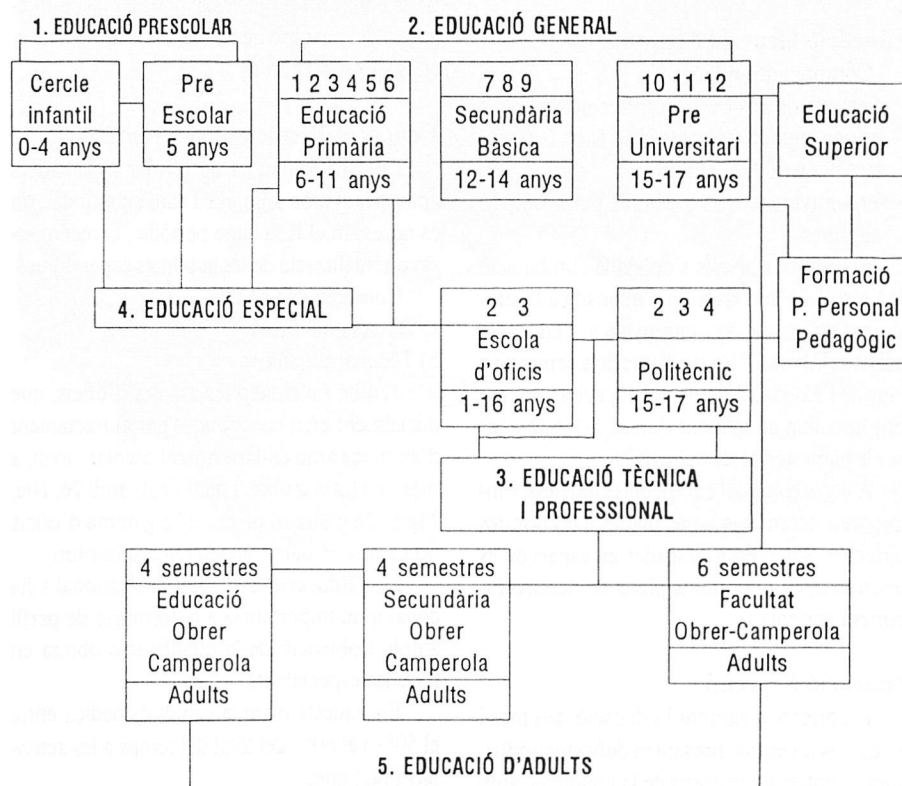 1. EDUCACIÓ PRESCOLAR
2. EDUCACIÓ GENERAL
Cercle
infantil
0-4 anys
Pre
Escolar
5 anys
1 2 3 4 5 6
Educació
Primària
6-11 anys
7 8 9
Secundària
Bàsica
12-14 anys
10 11 12
Pre
Universitari
15-17 anys
Educació
Superior
Formació
P. Personal
Pedagògic
4. EDUCACIÓ ESPECIAL
2 3
Escola
d'oficis
1-16 anys
2 3 4
Politècnic
15-17 anys
3. EDUCACIÓ TÈCNICA
I PROFESSIONAL
4 semestres
Educació
Obrer
Camperola
Adults
4 semestres
Secundària
Obrer
Camperola
Adults
6 semestres
Facultat
Obrer-Camperola
Adults
5. EDUCACIÓ D'ADULTS